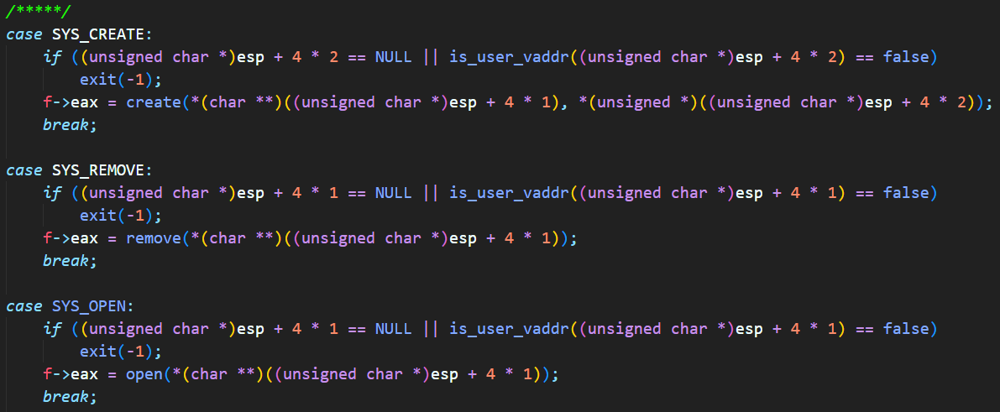 /*****/
case SYS_CREATE:
if ((unsigned char *)esp + 4 * 2 == NULL || is_user_vaddr((unsigned char *)esp + 4 * 2) == false)
exit(-1);
f->eax = create(*(char **)((unsigned char *)esp + 4 * 1), *(unsigned *)((unsigned char *)esp + 4 * 2));
break;
case SYS_REMOVE:
if ((unsigned char *)esp + 4 * 1 == NULL || is_user_vaddr((unsigned char *)esp + 4 * 1) == false)
exit(-1);
f->eax = remove(*(char **)((unsigned char *)esp + 4 * 1));
break;
case SYS_OPEN:
if ((unsigned char *)esp + 4 * 1 == NULL || is_user_vaddr((unsigned char *)esp + 4 * 1) == false)
exit(-1);
f->eax = open(*(char **)((unsigned char *)esp + 4 * 1));
break;